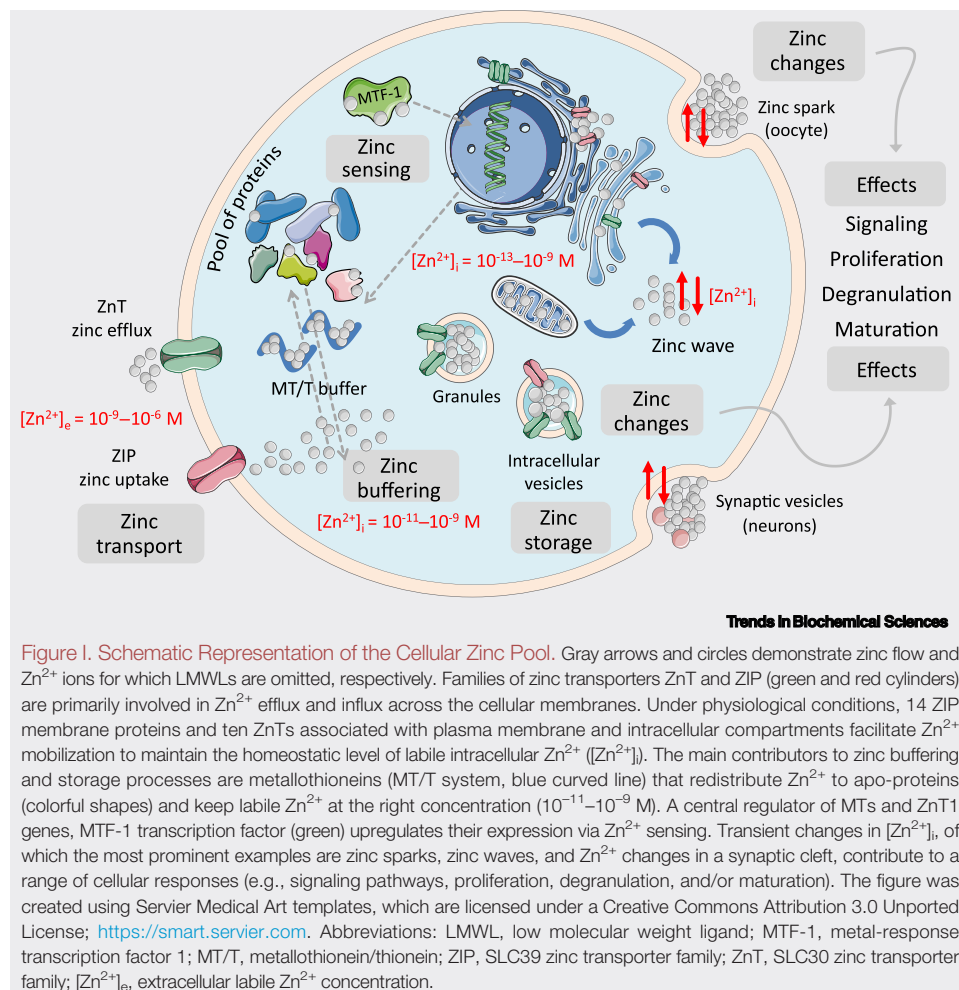 Zinc
changes
Zinc spark
(oocyte)
MTF-1
Zinc
sensing
Pool of proteins
Effects
Signaling
Proliferation
Degranulation
Maturation
Effects
[Zn²⁺]ᵢ = 10⁻¹³–10⁻⁹ M
[Zn²⁺]ᵢ
Zinc wave
ZnT
zinc efflux
MT/T buffer
Granules
[Zn²⁺]ₑ = 10⁻⁹–10⁻⁶ M
Zinc
changes
ZIP
zinc uptake
Zinc
buffering
Intracellular
vesicles
Synaptic vesicles
(neurons)
[Zn²⁺]ᵢ = 10⁻¹¹–10⁻⁹ M
Zinc
transport
Zinc
storage
Trends in Biochemical Sciences
Figure I. Schematic Representation of the Cellular Zinc Pool. Gray arrows and circles demonstrate zinc flow and
Zn²⁺ ions for which LMWLs are omitted, respectively. Families of zinc transporters ZnT and ZIP (green and red cylinders)
are primarily involved in Zn²⁺ efflux and influx across the cellular membranes. Under physiological conditions, 14 ZIP
membrane proteins and ten ZnTs associated with plasma membrane and intracellular compartments facilitate Zn²⁺
mobilization to maintain the homeostatic level of labile intracellular Zn²⁺ ([Zn²⁺]ᵢ). The main contributors to zinc buffering
and storage processes are metallothioneins (MT/T system, blue curved line) that redistribute Zn²⁺ to apo-proteins
(colorful shapes) and keep labile Zn²⁺ at the right concentration (10⁻¹¹–10⁻⁹ M). A central regulator of MTs and ZnT1
genes, MTF-1 transcription factor (green) upregulates their expression via Zn²⁺ sensing. Transient changes in [Zn²⁺]ᵢ, of
which the most prominent examples are zinc sparks, zinc waves, and Zn²⁺ changes in a synaptic cleft, contribute to a
range of cellular responses (e.g., signaling pathways, proliferation, degranulation, and/or maturation). The figure was
created using Servier Medical Art templates, which are licensed under a Creative Commons Attribution 3.0 Unported
License; https://smart.servier.com. Abbreviations: LMWL, low molecular weight ligand; MTF-1, metal-response
transcription factor 1; MT/T, metallothionein/thionein; ZIP, SLC39 zinc transporter family; ZnT, SLC30 zinc transporter
family; [Zn²⁺]ₑ, extracellular labile Zn²⁺ concentration.